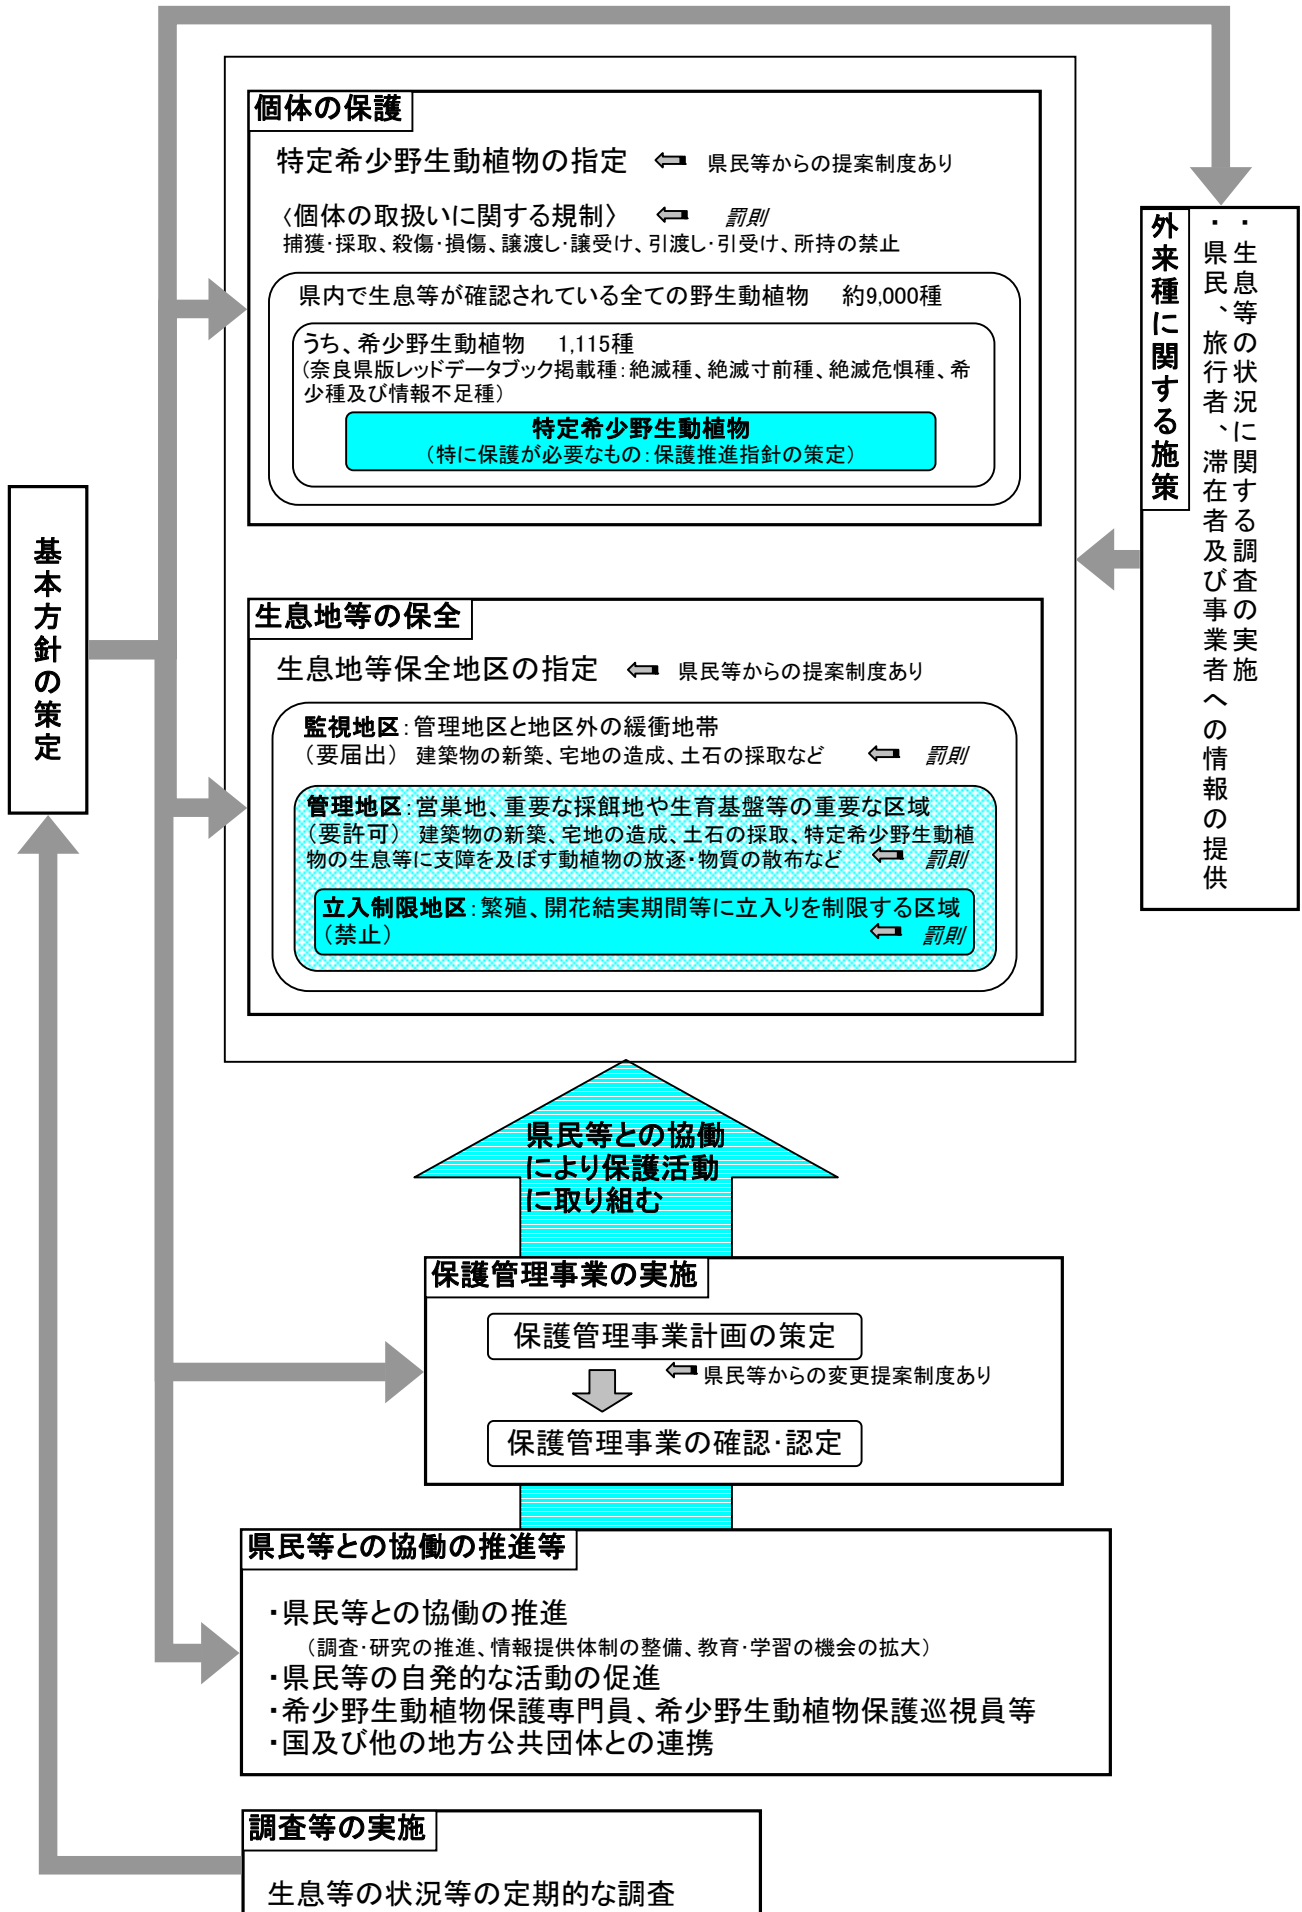 個体の保護
特定希少野生動植物の指定 県民等からの提案制度あり
〈個体の取扱いに関する規制〉 罰則
捕獲・採取、殺傷・損傷、譲渡し・譲受け、引渡し・引受け、所持の禁止
県内で生息等が確認されている全ての野生動植物 約9,000種
うち、希少野生動植物 1,115種
(奈良県版レッドデータブック掲載種:絶滅種、絶滅寸前種、絶滅危惧種、希
少種及び情報不足種)
特定希少野生動植物
(特に保護が必要なもの:保護推進指針の策定)
外来種に関する施策
・生息等の状況に関する調査の実施
・県民、旅行者、滞在者及び事業者への情報の提供
基本方針の策定
生息地等の保全
生息地等保全地区の指定 県民等からの提案制度あり
監視地区:管理地区と地区外の緩衝地帯
(要届出) 建築物の新築、宅地の造成、土石の採取など 罰則
管理地区:営巣地、重要な採餌地や生育基盤等の重要な区域
(要許可) 建築物の新築、宅地の造成、土石の採取、特定希少野生動植
物の生息等に支障を及ぼす動植物の放逐・物質の散布など 罰則
立入制限地区:繁殖、開花結実期間等に立入りを制限する区域
(禁止) 罰則
県民等との協働
により保護活動
に取り組む
保護管理事業の実施
保護管理事業計画の策定
県民等からの変更提案制度あり
保護管理事業の確認・認定
県民等との協働の推進等
・県民等との協働の推進
(調査・研究の推進、情報提供体制の整備、教育・学習の機会の拡大)
・県民等の自発的な活動の促進
・希少野生動植物保護専門員、希少野生動植物保護巡視員等
・国及び他の地方公共団体との連携
調査等の実施
生息等の状況等の定期的な調査